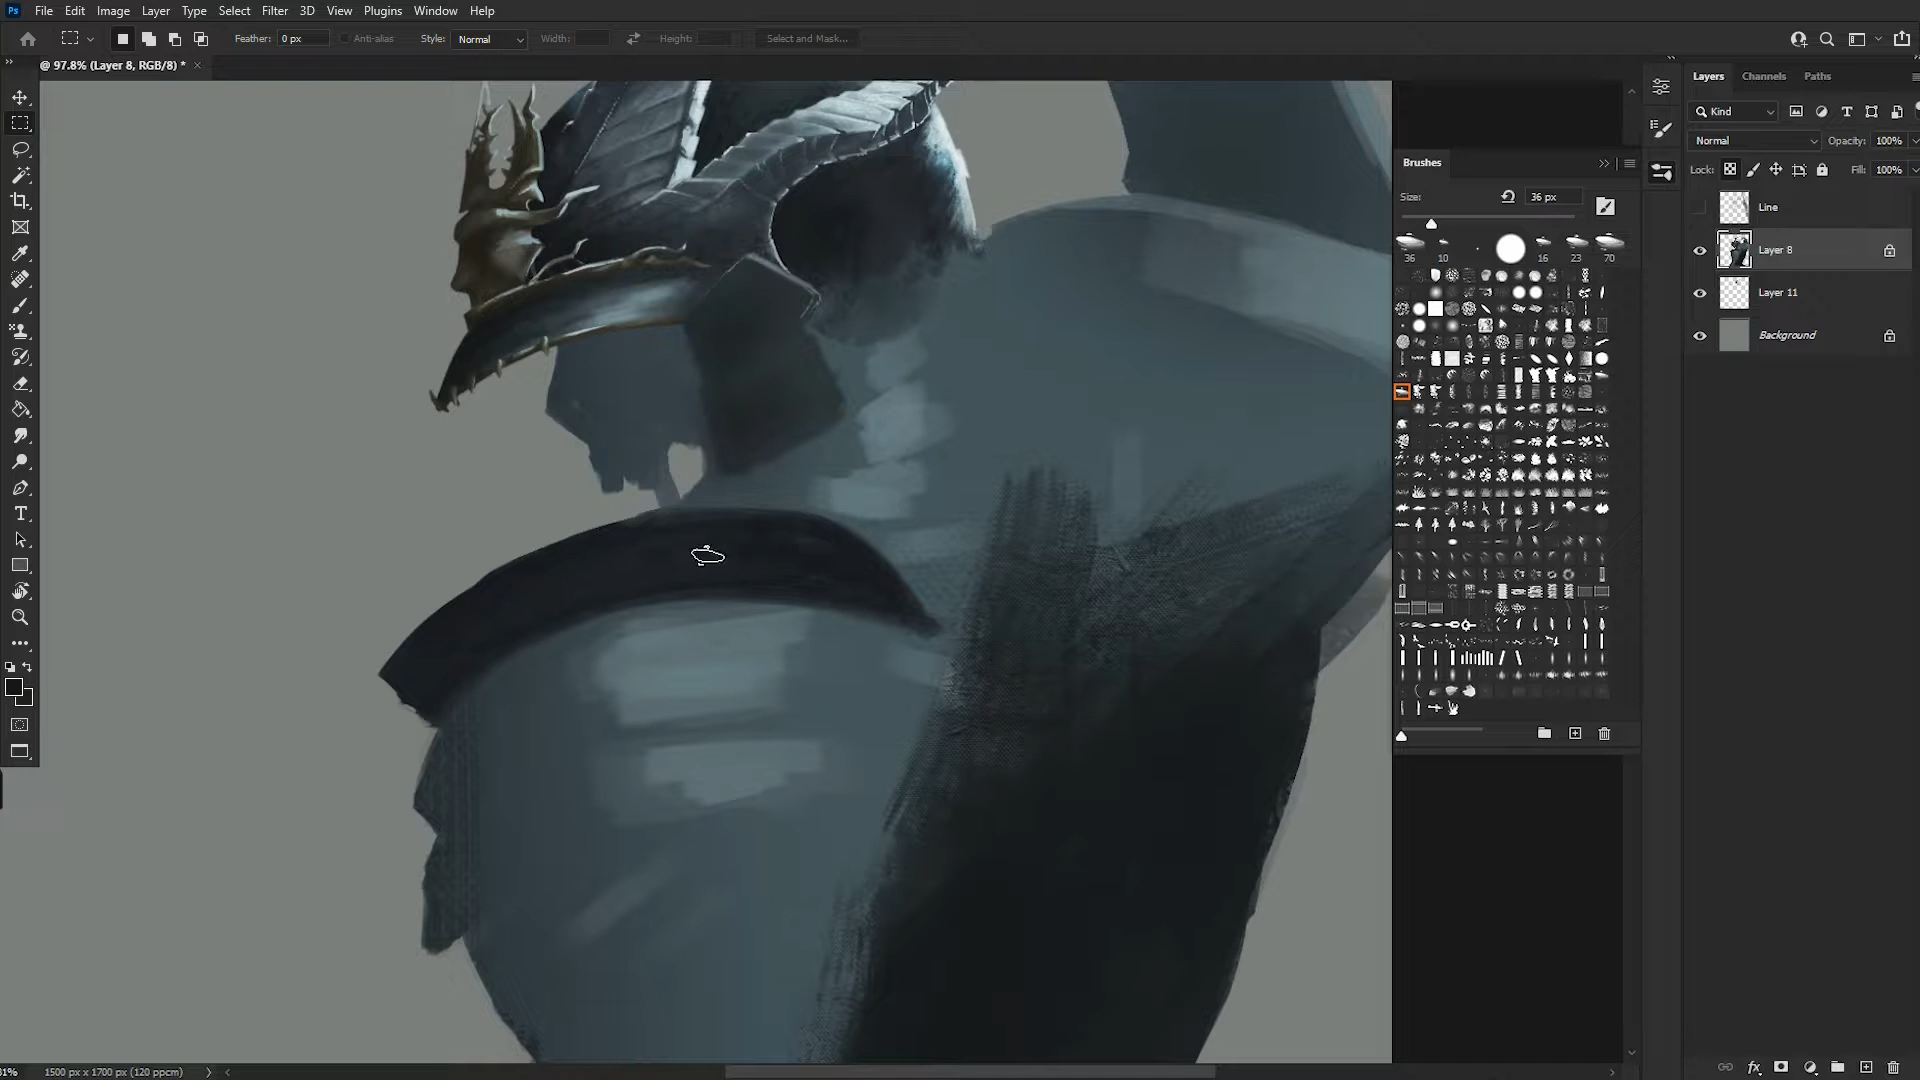 Ps File Edit Image Layer Type Select Filter 3D View Plugins Window Help
Feather: 0 px Anti-alias Style: Normal Width: Height: Select and Mask...
@ 97.8% (Layer 8, RGB/8) * ×
Layers Channels Paths
Kind
Normal Opacity: 100%
Lock: Fill: 100%
Line
Layer 8
Layer 11
Background
Brushes
Size: 36 px
36 10 16 23 70
1500 px x 1700 px (120 ppcm)